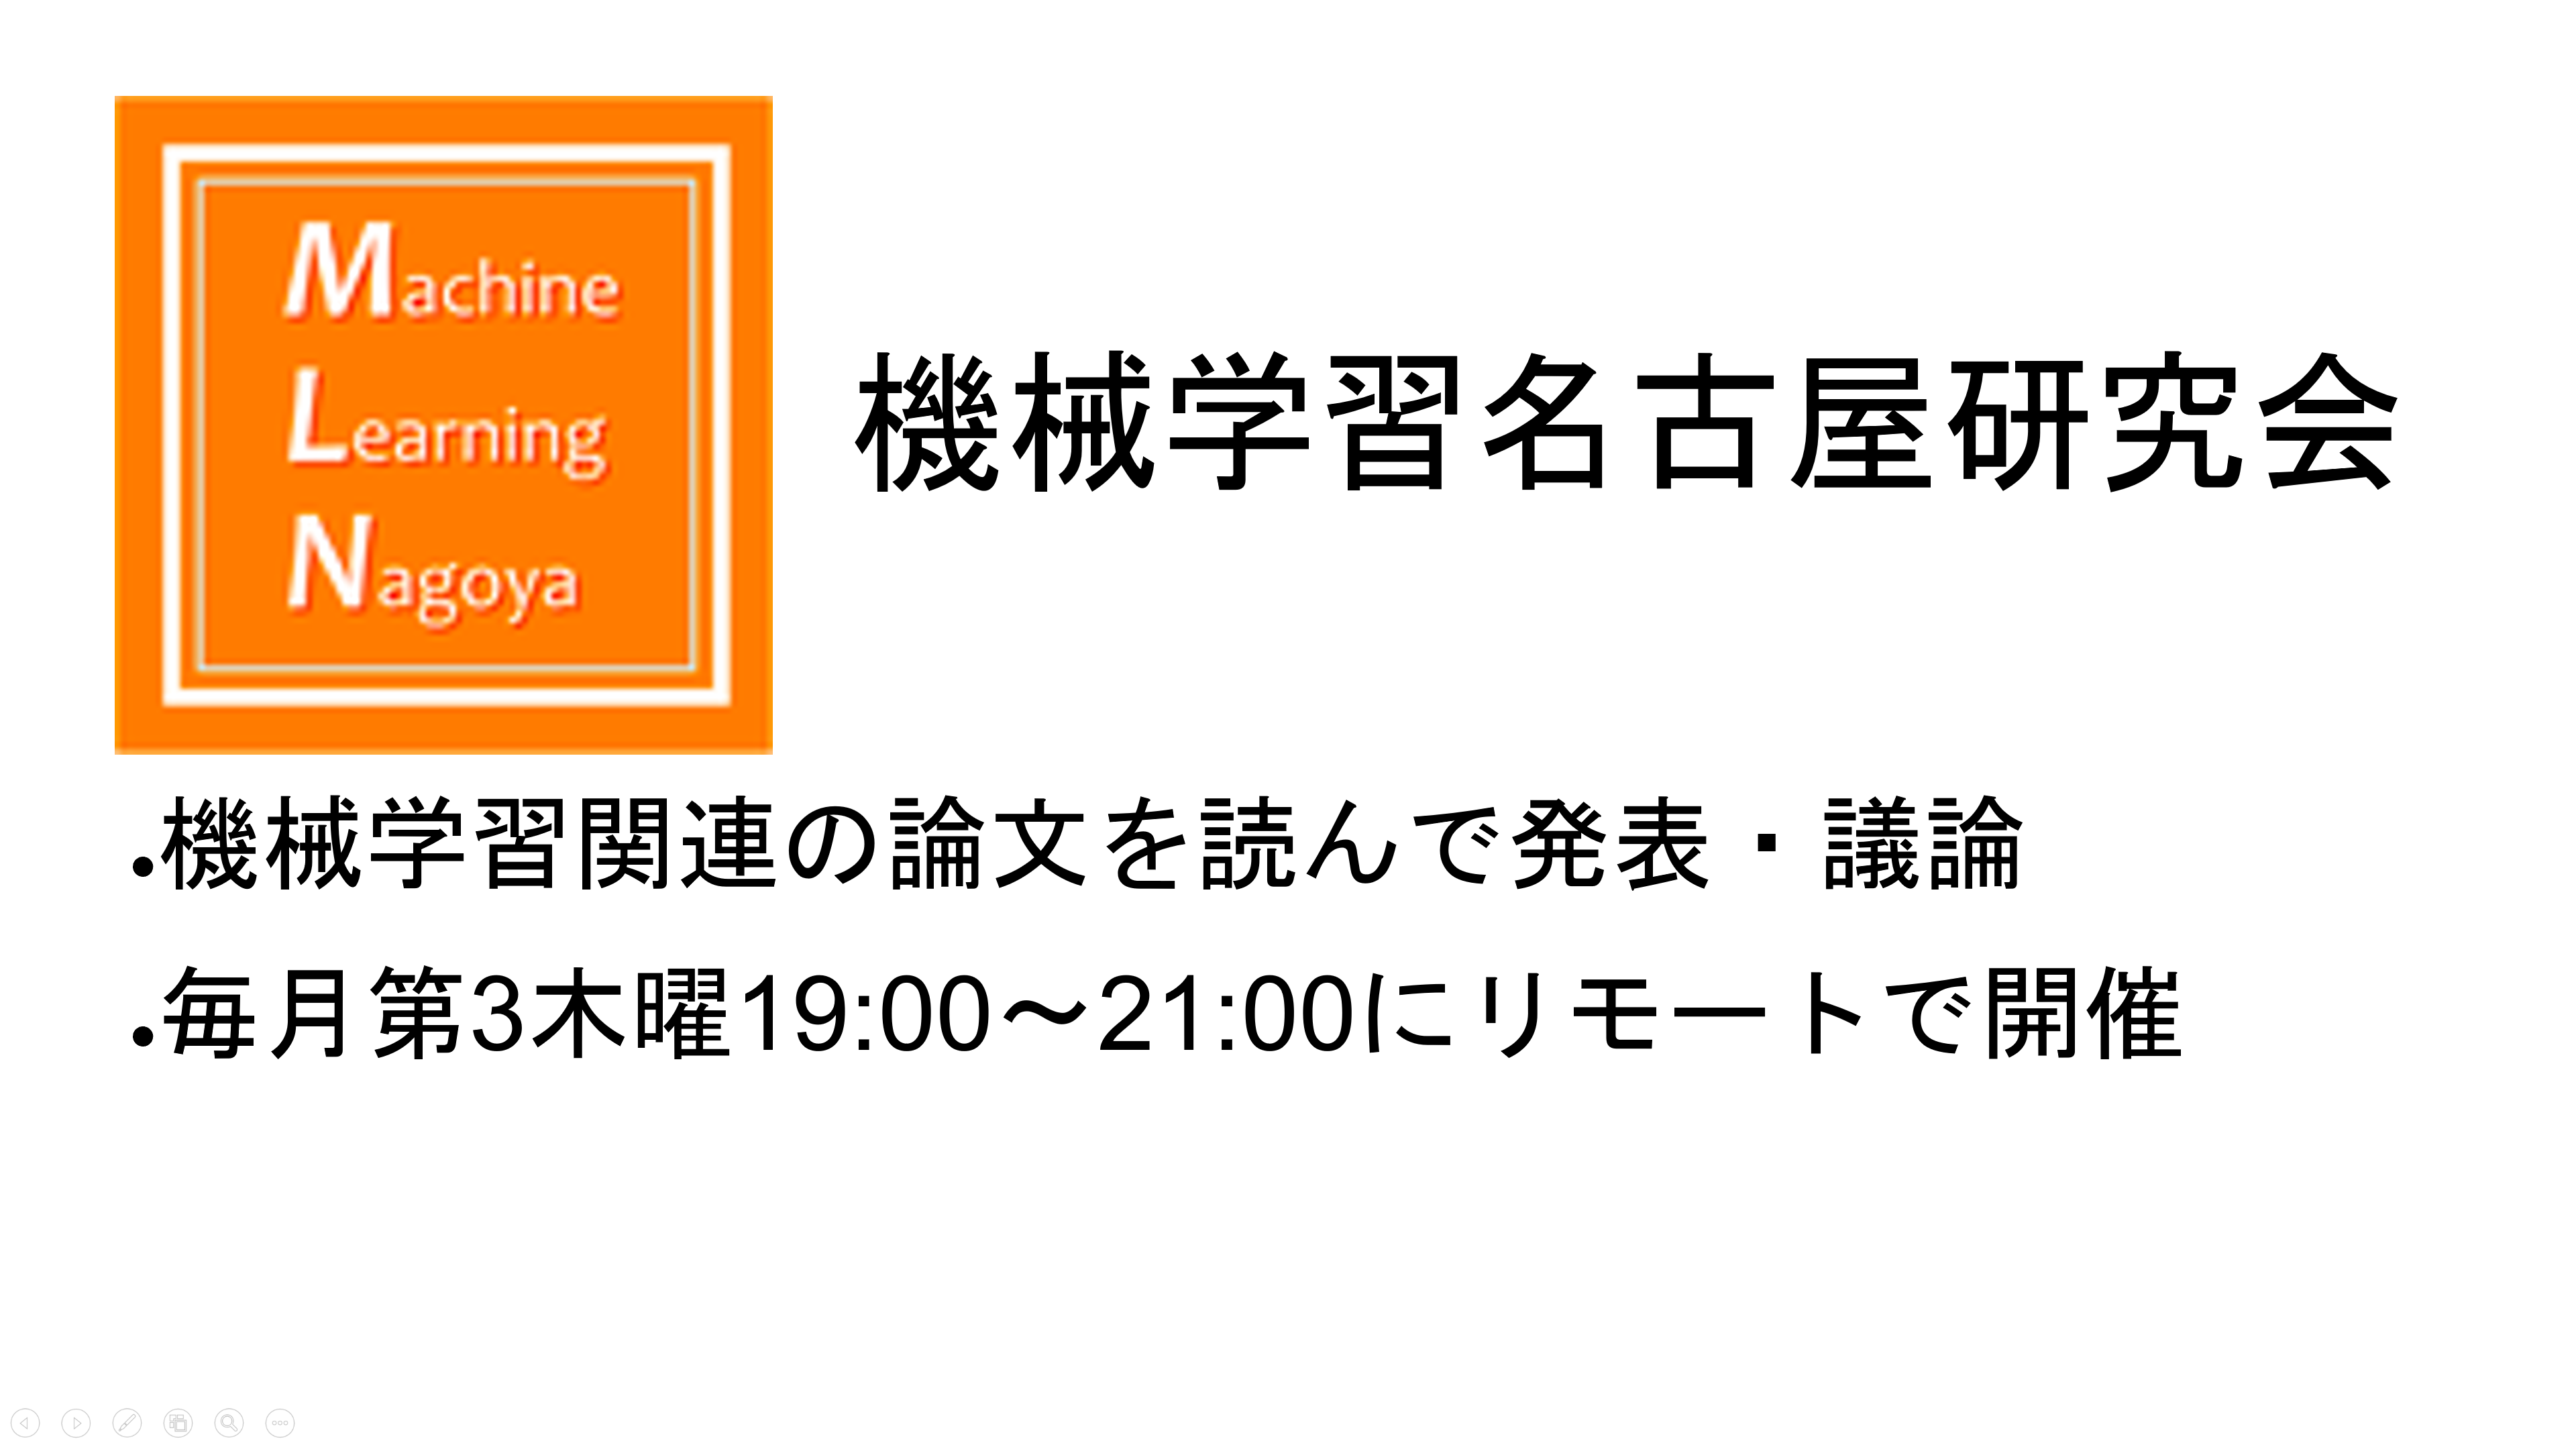 Machine
Learning
Nagoya
機械学習名古屋研究会
•機械学習関連の論文を読んで発表・議論
•毎月第3木曜19:00～21:00にリモートで開催